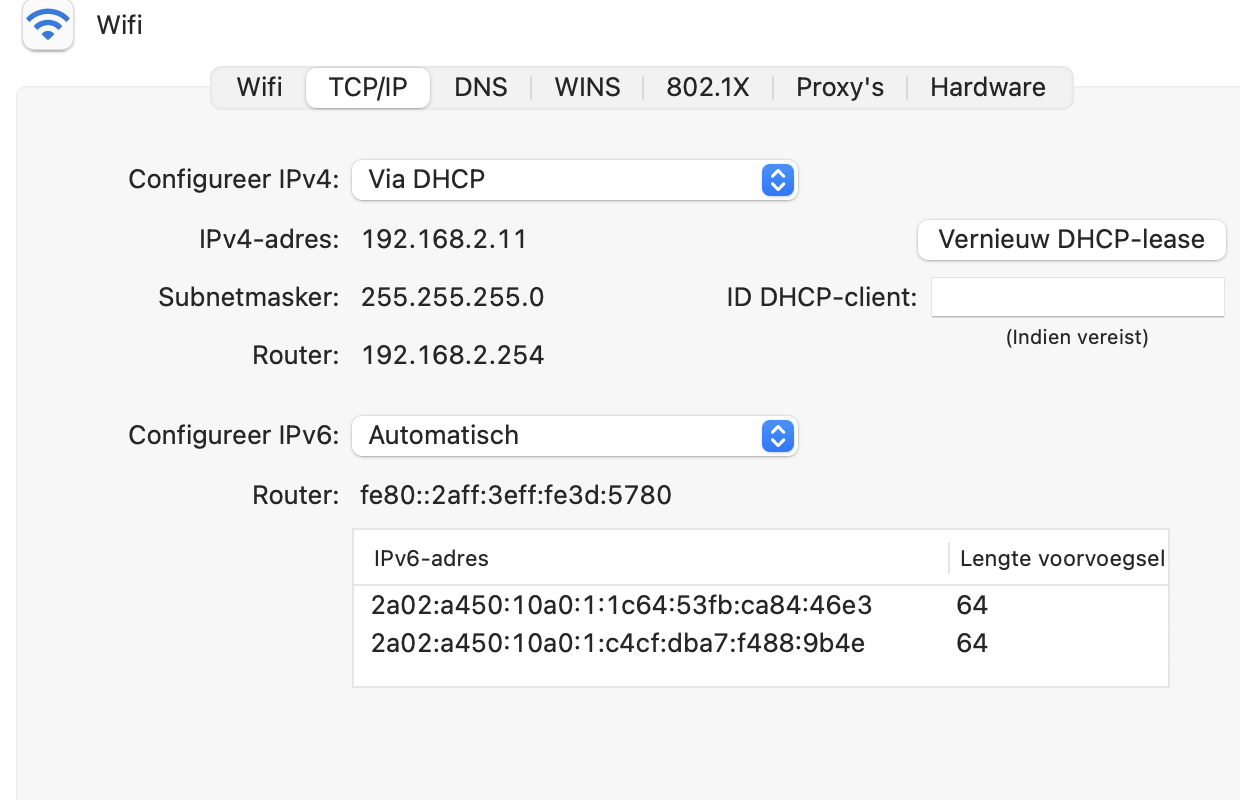 Wifi
Wifi TCP/IP DNS WINS 802.1X Proxy's Hardware
Configureer IPv4: Via DHCP
IPv4-adres: 192.168.2.11 Vernieuw DHCP-lease
Subnetmasker: 255.255.255.0 ID DHCP-client:
(Indien vereist)
Router: 192.168.2.254
Configureer IPv6: Automatisch
Router: fe80::2aff:3eff:fe3d:5780
IPv6-adres Lengte voorvoegsel
2a02:a450:10a0:1:1c64:53fb:ca84:46e3 64
2a02:a450:10a0:1:c4cf:dba7:f488:9b4e 64